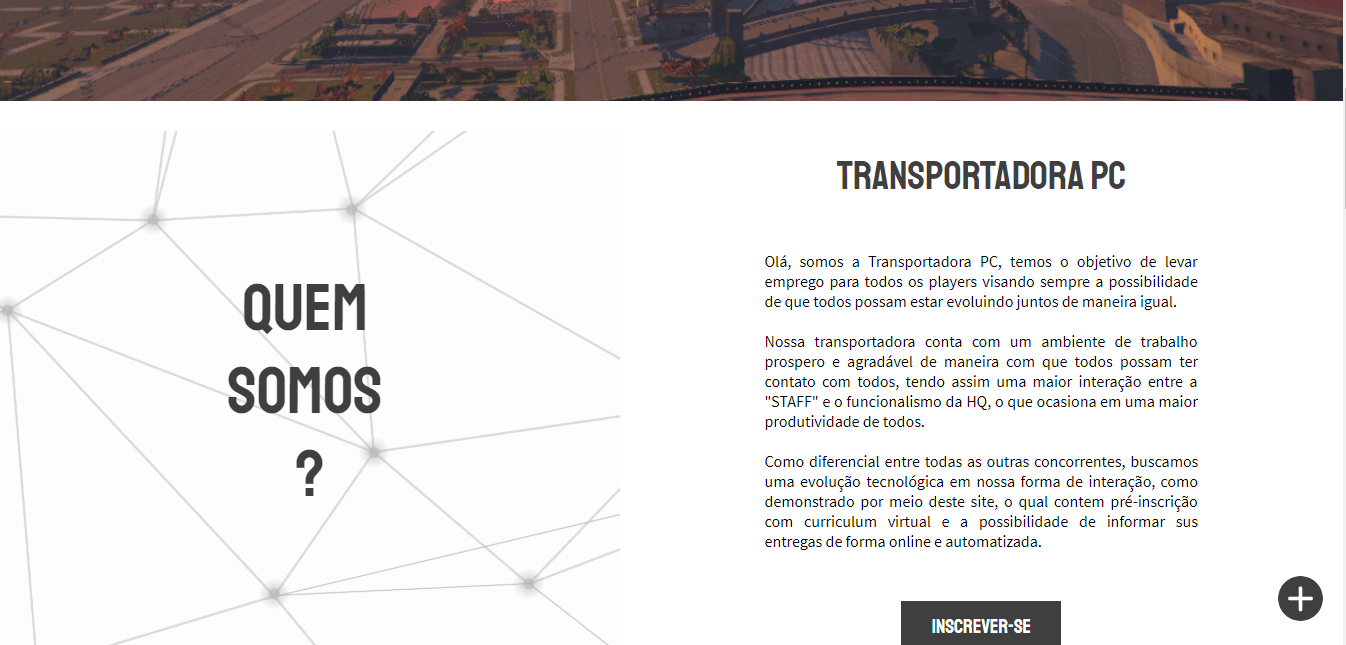 QUEM
SOMOS
?
TRANSPORTADORA PC
Olá, somos a Transportadora PC, temos o objetivo de levar
emprego para todos os players visando sempre a possibilidade
de que todos possam estar evoluindo juntos de maneira igual.
Nossa transportadora conta com um ambiente de trabalho
prospero e agradável de maneira com que todos possam ter
contato com todos, tendo assim uma maior interação entre a
"STAFF" e o funcionalismo da HQ, o que ocasiona em uma maior
produtividade de todos.
Como diferencial entre todas as outras concorrentes, buscamos
uma evolução tecnológica em nossa forma de interação, como
demonstrado por meio deste site, o qual contem pré-inscrição
com curriculum virtual e a possibilidade de informar sus
entregas de forma online e automatizada.
INSCREVER-SE